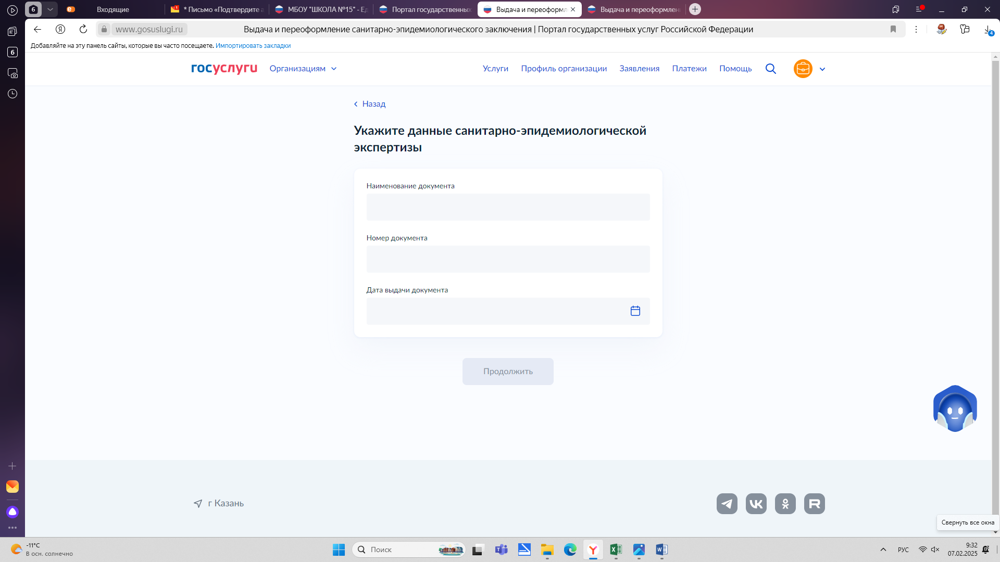 6
Входящие
* Письмо «Подтвердите а
МБОУ "ШКОЛА №15" - Ед
Портал государственных
Выдача и переоформл
Выдача и переоформлен
www.gosuslugi.ru
Выдача и переоформление санитарно-эпидемиологического заключения | Портал государственных услуг Российской Федерации
4
Добавляйте на эту панель сайты, которые вы часто посещаете. Импортировать закладки
6
госуслуги
Организациям
Услуги
Профиль организации
Заявления
Платежи
Помощь
Назад
Укажите данные санитарно-эпидемиологической
экспертизы
Наименование документа
Номер документа
Дата выдачи документа
Продолжить
г Казань
Свернуть все окна
-11°C
В осн. солнечно
Поиск
РУС
9:32
07.02.2025